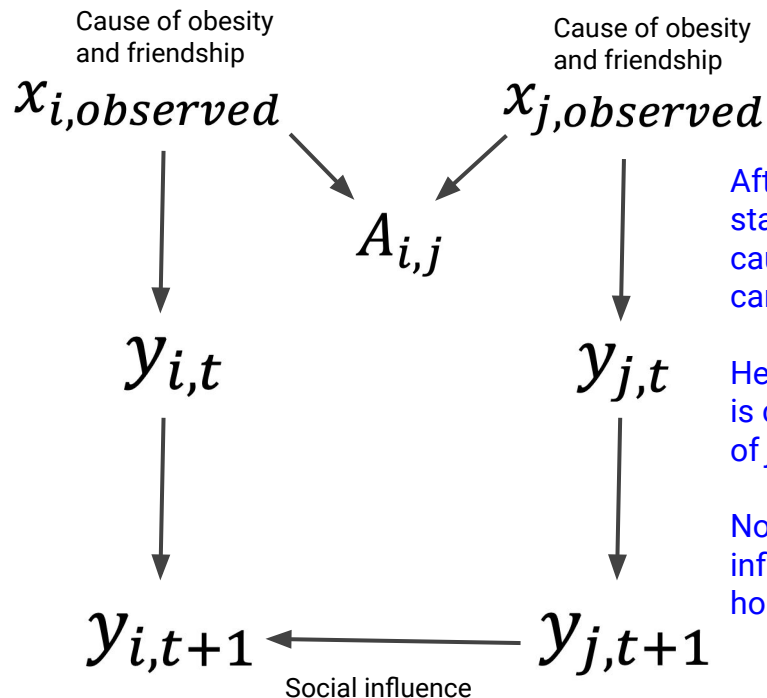 Cause of obesity
and friendship
Cause of obesity
and friendship
x_{i,observed}
x_{j,observed}
A_{i,j}
y_{i,t}
y_{j,t}
y_{i,t+1}
y_{j,t+1}
Social influence
of j